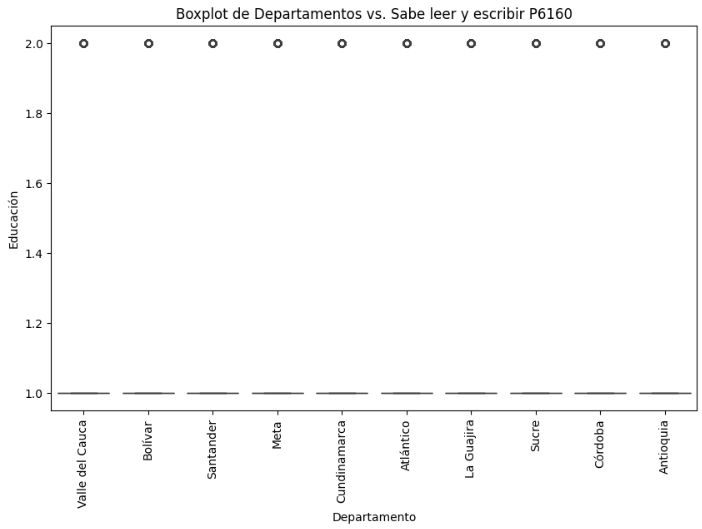 Boxplot de Departamentos vs. Sabe leer y escribir P6160
Educación
2.0
1.8
1.6
1.4
1.2
1.0
Valle del Cauca
Bolívar
Santander
Meta
Cundinamarca
Atlántico
La Guajira
Sucre
Córdoba
Antioquia
Departamento